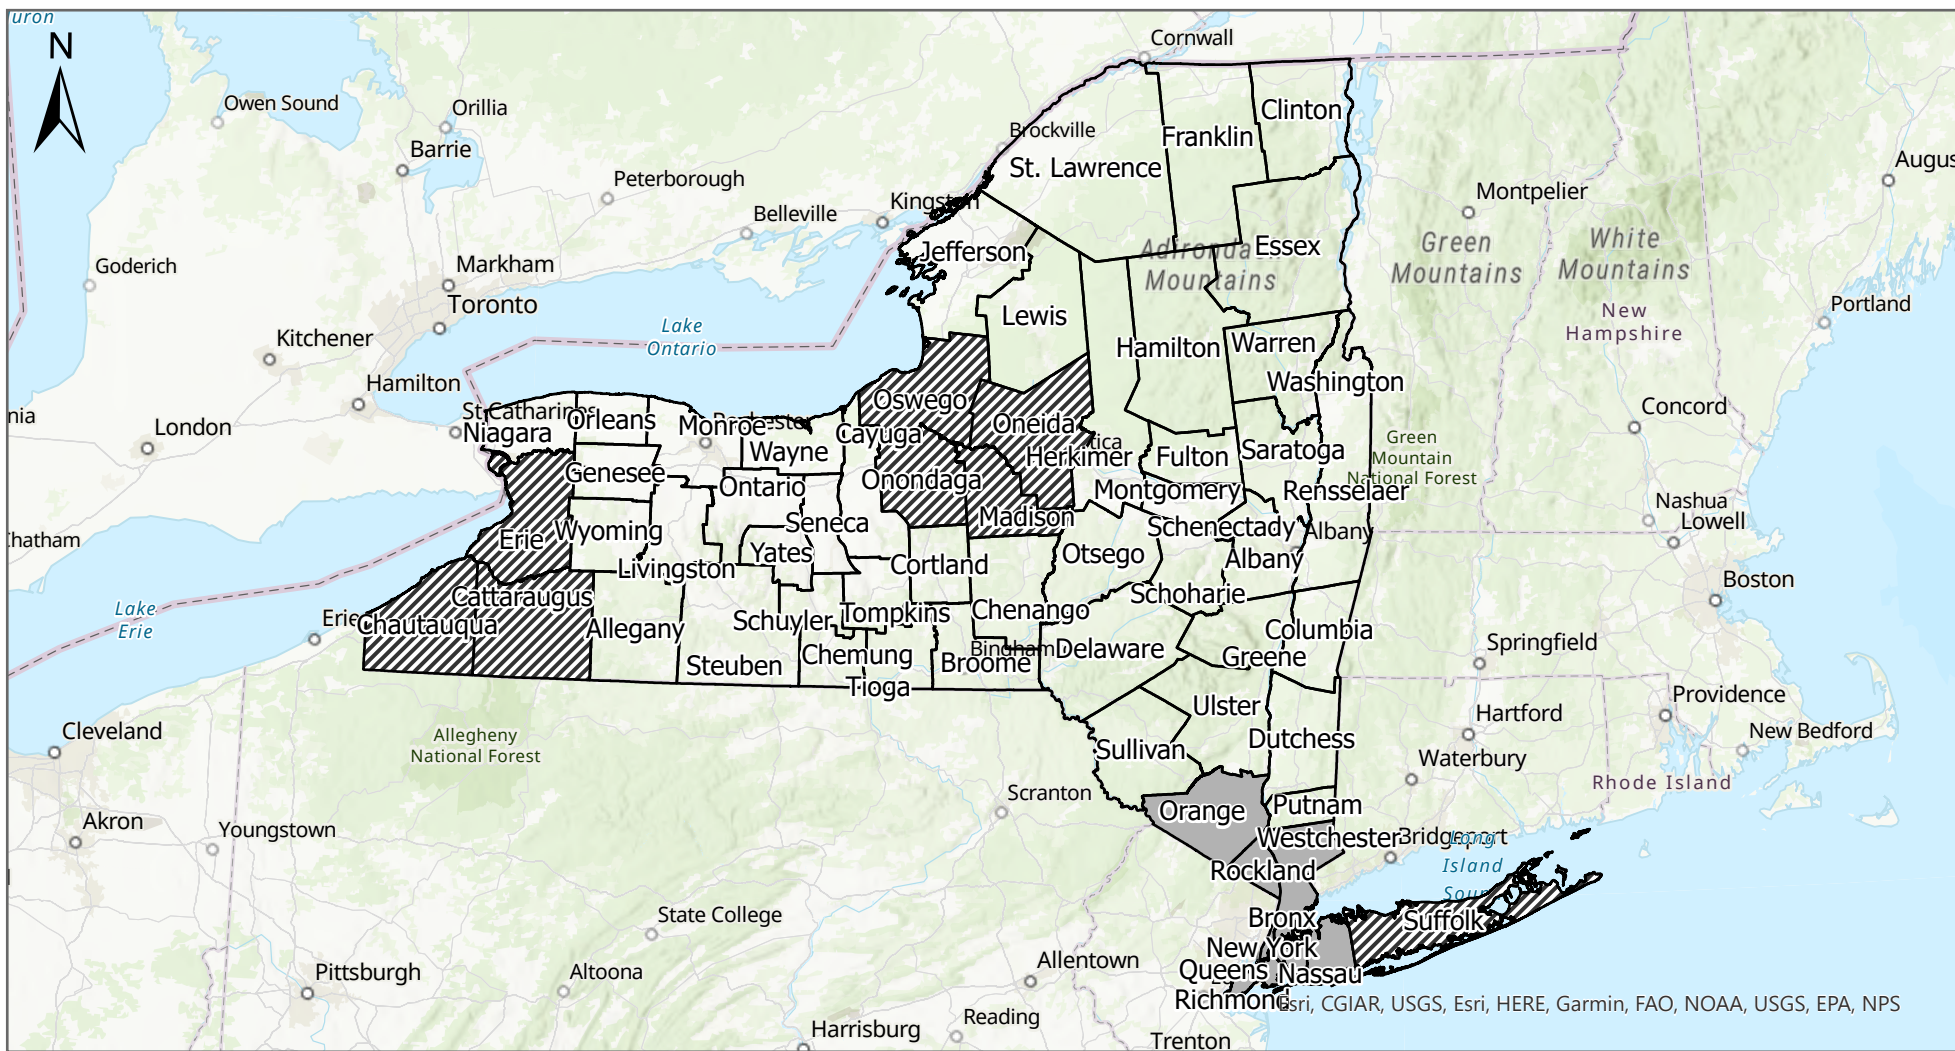 uron
N
Cornwall
Owen Sound
Orillia
Clinton
Brockville
Franklin
Barrie
St. Lawrence
Augus
Peterborough
Montpelier
Kingston
Belleville
Jefferson
Essex
Adironda
Mountains
Green
Mountains
White
Mountains
Goderich
Markham
Toronto
Portland
New
Hampshire
Lake
Ontario
Lewis
Kitchener
Hamilton
Warren
Hamilton
Washington
Oswego
Concord
nia
St. Catharines
Orleans
Monroe
Oneida
London
Niagara
Cayuga
Green
Mountain
National Forest
Wayne
tica
Herkimer
Fulton
Saratoga
Genesee
Onondaga
Ontario
Montgomery
Rensselaer
Nashua
Lowell
Madison
Seneca
Schenectady
Albany
Erie
Wyoming
Chatham
Yates
Otsego
Albany
Livingston
Cortland
Boston
Lake
Erie
Cattaraugus
Schoharie
Erie
Chautauqua
Allegany
Schuyler
Tompkins
Chenango
Columbia
Springfield
Steuben
Chemung
Broome
Bingham
Delaware
Greene
Tioga
Providence
Ulster
Hartford
Cleveland
Allegheny
National Forest
Sullivan
Dutchess
New Bedford
Waterbury
Rhode Island
Scranton
Orange
Putnam
Akron
Youngstown
Westchester
Bridgeport
Long
Island
Soun
Rockland
State College
Bronx
Suffolk
New York
Pittsburgh
Altoona
Allentown
Queens
Nassau
Richmond
Esri, CGIAR, USGS, Esri, HERE, Garmin, FAO, NOAA, USGS, EPA, NPS
Harrisburg
Reading
Trenton